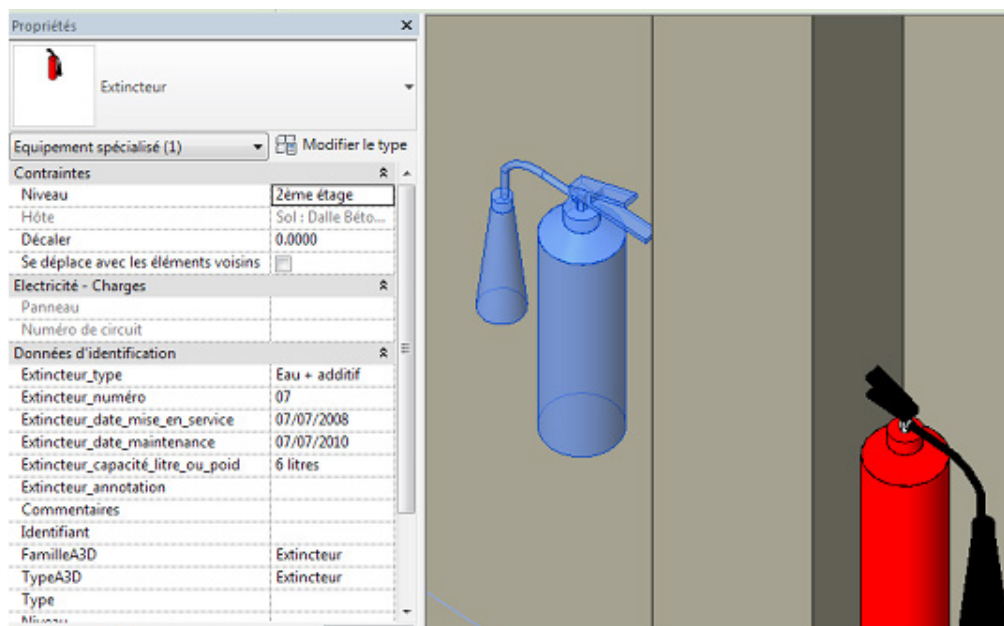 Propriétés
Extincteur
Equipement spécialisé (1) Modifier le type
Contraintes
Niveau 2ème étage
Hôte Sol : Dalle Béto...
Décaler 0.0000
Se déplace avec les éléments voisins
Electricité - Charges
Panneau
Numéro de circuit
Données d'identification
Extincteur_type Eau + additif
Extincteur_numéro 07
Extincteur_date_mise_en_service 07/07/2008
Extincteur_date_maintenance 07/07/2010
Extincteur_capacité_litre_ou_poid 6 litres
Extincteur_annotation
Commentaires
Identifiant
FamilleA3D Extincteur
TypeA3D Extincteur
Type
Niveau